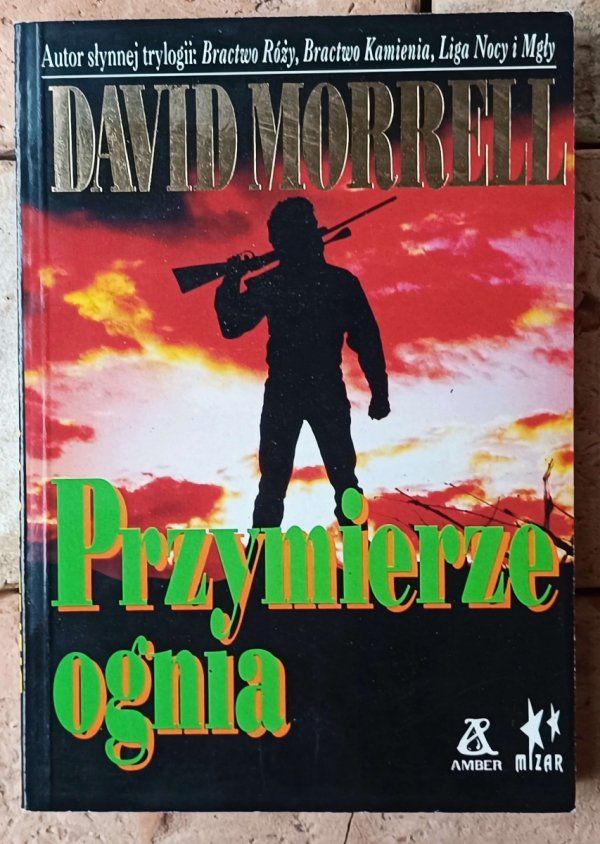 Autor słynnej trylogii: Bractwo Róży, Bractwo Kamienia, Liga Nocy i Mgły
DAVID MORRELL
Przymierze
ognia
AMBER
MIZAR